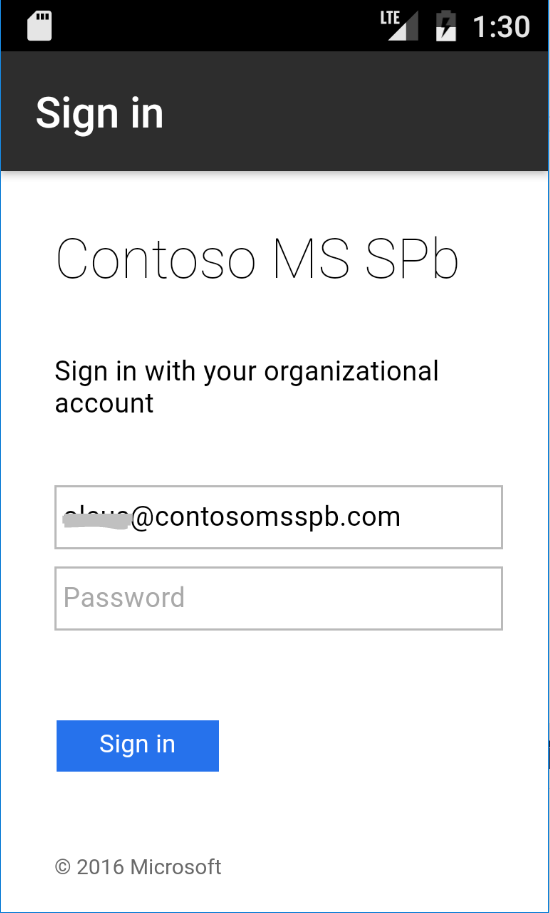 LTE
1:30
Sign in
Contoso MS SPb
Sign in with your organizational
account
@contosomsspb.com
Password
Sign in
© 2016 Microsoft